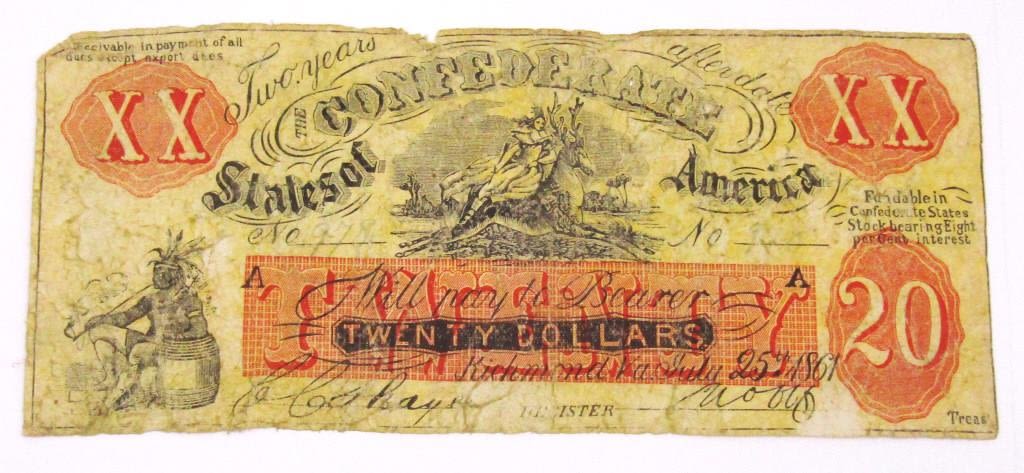 Receivable in payment of all
dues except export dues
Two years after date
XX
XX
THE CONFEDERATE
States of America
No
No
Fundable in
Confederate States
Stock bearing Eight
per Cent interest
A A
TWENTY
Will pay to Bearer
TWENTY DOLLARS
20
Richmond Va. July 25th 1861
REGISTER
Treas